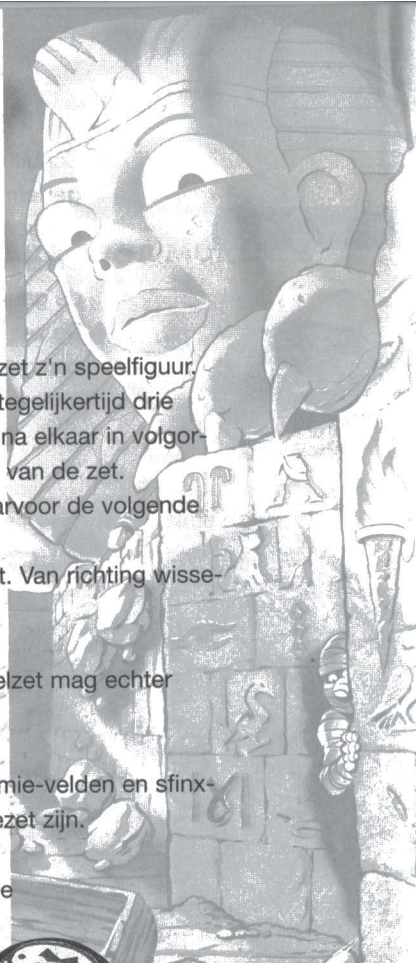 zet z'n speelfiguur.
tegelijkertijd drie
na elkaar in volgor-
van de zet.
arvoor de volgende
t. Van richting wisse-
elzet mag echter
mie-velden en sfinx-
ezet zijn.
e